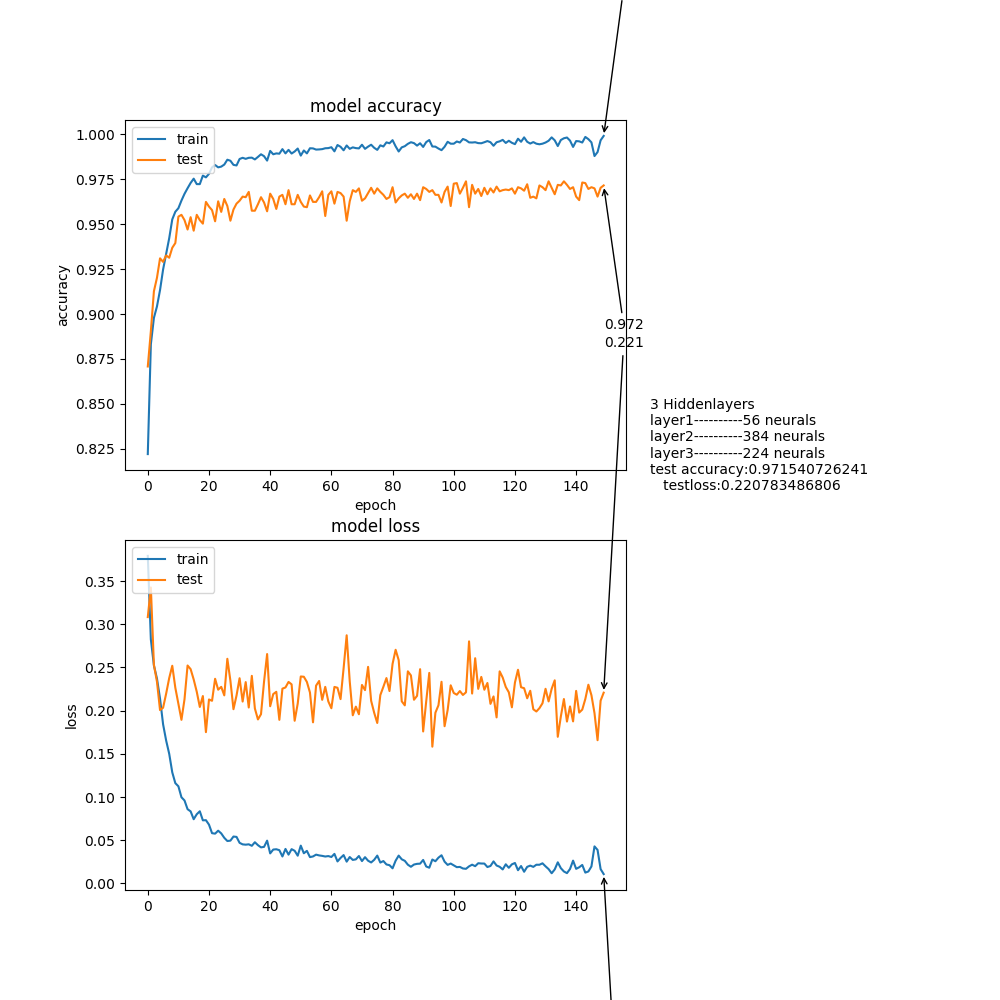 model accuracy
train
test
1.000
0.975
0.950
0.925
0.900
0.875
0.850
0.825
accuracy
0 20 40 60 80 100 120 140
epoch
0.972
0.221
3 Hiddenlayers
layer1----------56 neurals
layer2----------384 neurals
layer3----------224 neurals
test accuracy:0.971540726241
testloss:0.220783486806
model loss
train
test
0.35
0.30
0.25
0.20
0.15
0.10
0.05
0.00
loss
0 20 40 60 80 100 120 140
epoch